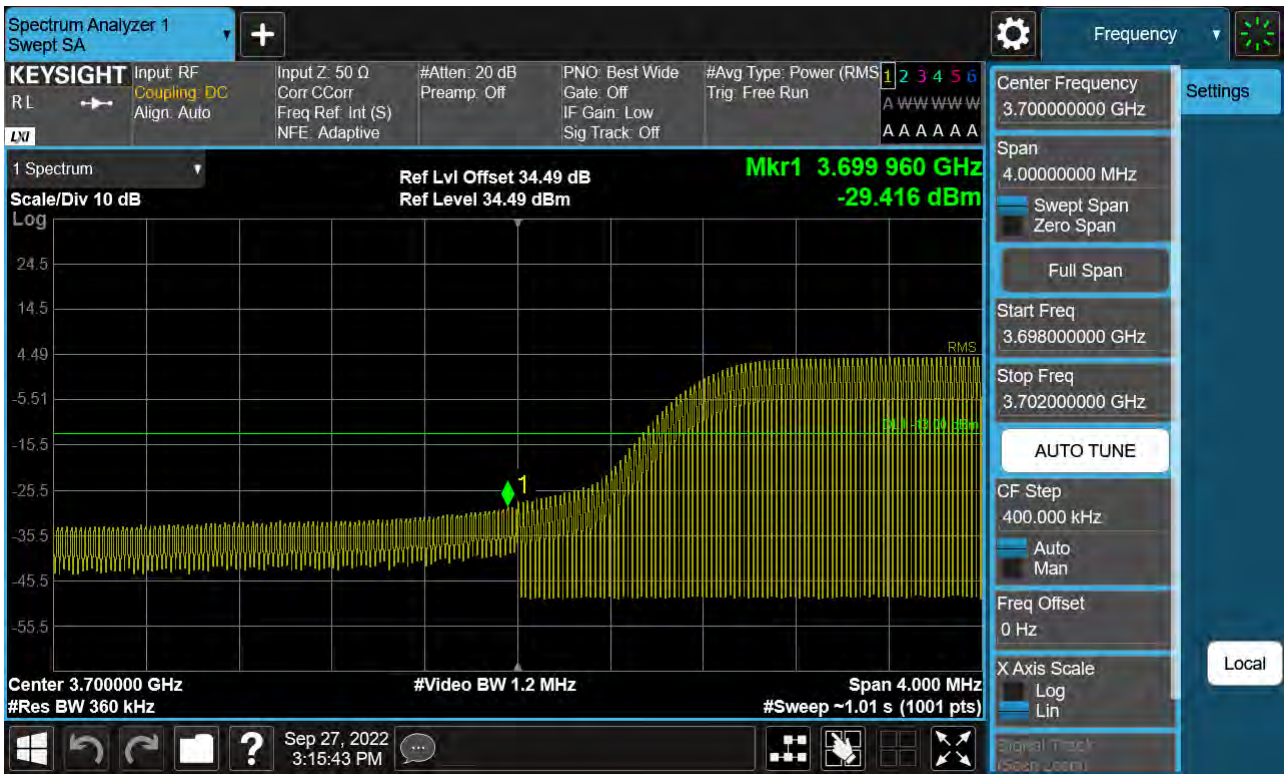 Spectrum Analyzer 1
Swept SA
+
Frequency
KEYSIGHT
R L
LXI
Input: RF
Coupling: DC
Align: Auto
Input Z: 50 Ω
Corr CCorr
Freq Ref: Int (S)
NFE: Adaptive
#Atten: 20 dB
Preamp: Off
PNO: Best Wide
Gate: Off
IF Gain: Low
Sig Track: Off
#Avg Type: Power (RMS
Trig: Free Run
1 2 3 4 5 6
A W W W W W
A A A A A A
1 Spectrum
Scale/Div 10 dB
Log
Ref Lvl Offset 34.49 dB
Ref Level 34.49 dBm
Mkr1 3.699 960 GHz
-29.416 dBm
24.5
14.5
4.49
-5.51
-15.5
-25.5
-35.5
-45.5
-55.5
RMS
DL1 -13.00 dBm
1
Center 3.700000 GHz
#Res BW 360 kHz
#Video BW 1.2 MHz
Span 4.000 MHz
#Sweep ~1.01 s (1001 pts)
Center Frequency
3.700000000 GHz
Settings
Span
4.00000000 MHz
Swept Span
Zero Span
Full Span
Start Freq
3.698000000 GHz
Stop Freq
3.702000000 GHz
AUTO TUNE
CF Step
400.000 kHz
Auto
Man
Freq Offset
0 Hz
X Axis Scale
Log
Lin
Signal Track
(Span Zoom)
Local
?
Sep 27, 2022
3:15:43 PM